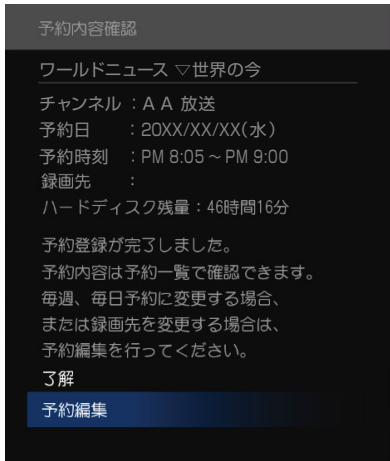 予約内容確認
ワールドニュース ▽世界の今
チャンネル：ＡＡ 放送
予約日　：20XX/XX/XX(水)
予約時刻　：PM 8:05～PM 9:00
録画先　：
ハードディスク残量：46時間16分
予約登録が完了しました。
予約内容は予約一覧で確認できます。
毎週、毎日予約に変更する場合、
または録画先を変更する場合は、
予約編集を行ってください。
了解
予約編集